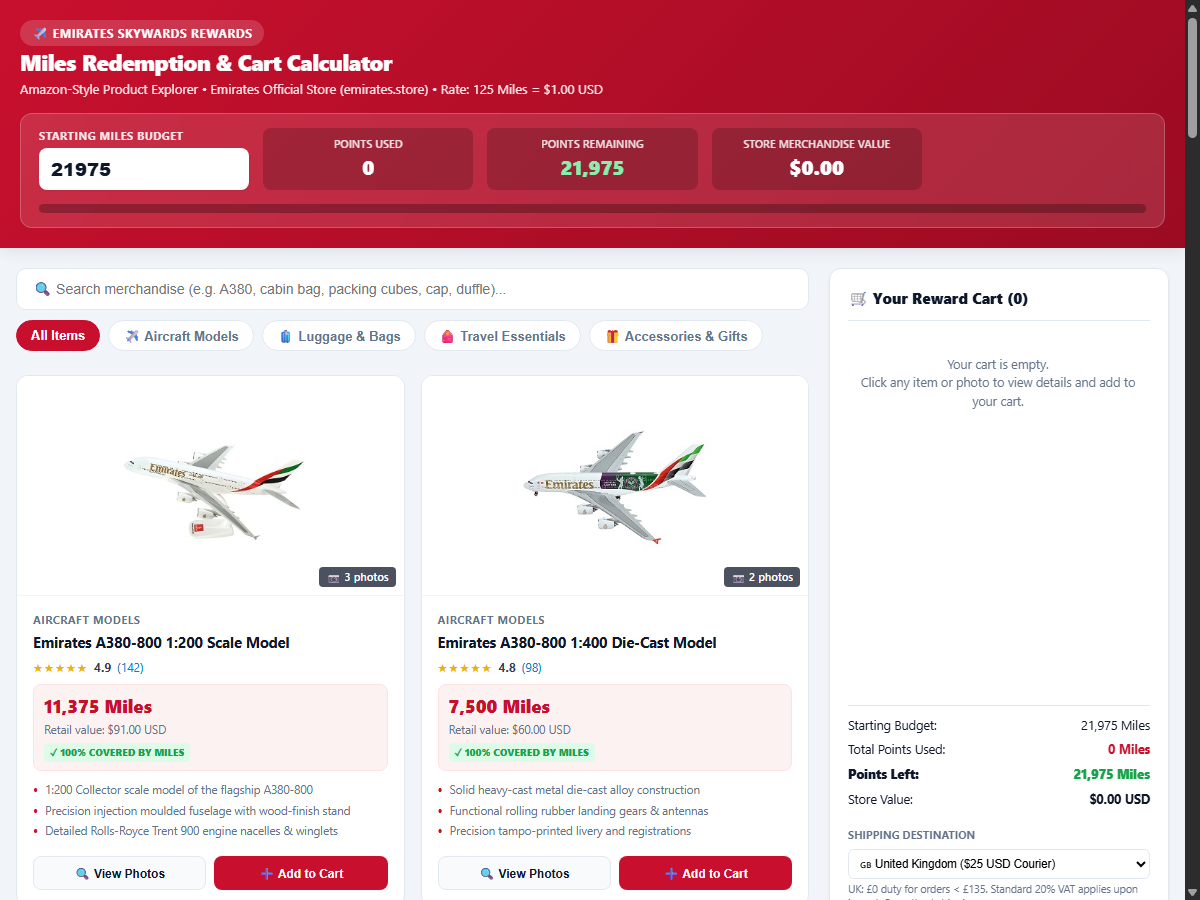 ✈️ EMIRATES SKYWARDS REWARDS
Miles Redemption & Cart Calculator
Amazon-Style Product Explorer • Emirates Official Store (emirates.store) • Rate: 125 Miles = $1.00 USD
STARTING MILES BUDGET
21975
POINTS USED
0
POINTS REMAINING
21,975
STORE MERCHANDISE VALUE
$0.00
🔍 Search merchandise (e.g. A380, cabin bag, packing cubes, cap, duffle)...
All Items
✈️ Aircraft Models
🧳 Luggage & Bags
🎒 Travel Essentials
🎁 Accessories & Gifts
Emirates
📷 3 photos
AIRCRAFT MODELS
Emirates A380-800 1:200 Scale Model
★★★★★ 4.9 (142)
11,375 Miles
Retail value: $91.00 USD
✓ 100% COVERED BY MILES
• 1:200 Collector scale model of the flagship A380-800
• Precision injection moulded fuselage with wood-finish stand
• Detailed Rolls-Royce Trent 900 engine nacelles & winglets
🔍 View Photos
➕ Add to Cart
Emirates
📷 2 photos
AIRCRAFT MODELS
Emirates A380-800 1:400 Die-Cast Model
★★★★★ 4.8 (98)
7,500 Miles
Retail value: $60.00 USD
✓ 100% COVERED BY MILES
• Solid heavy-cast metal die-cast alloy construction
• Functional rolling rubber landing gears & antennas
• Precision tampo-printed livery and registrations
🔍 View Photos
➕ Add to Cart
🛒 Your Reward Cart (0)
Your cart is empty.
Click any item or photo to view details and add to
your cart.
Starting Budget: 21,975 Miles
Total Points Used: 0 Miles
Points Left: 21,975 Miles
Store Value: $0.00 USD
SHIPPING DESTINATION
GB United Kingdom ($25 USD Courier)
UK: £0 duty for orders < £135. Standard 20% VAT applies upon